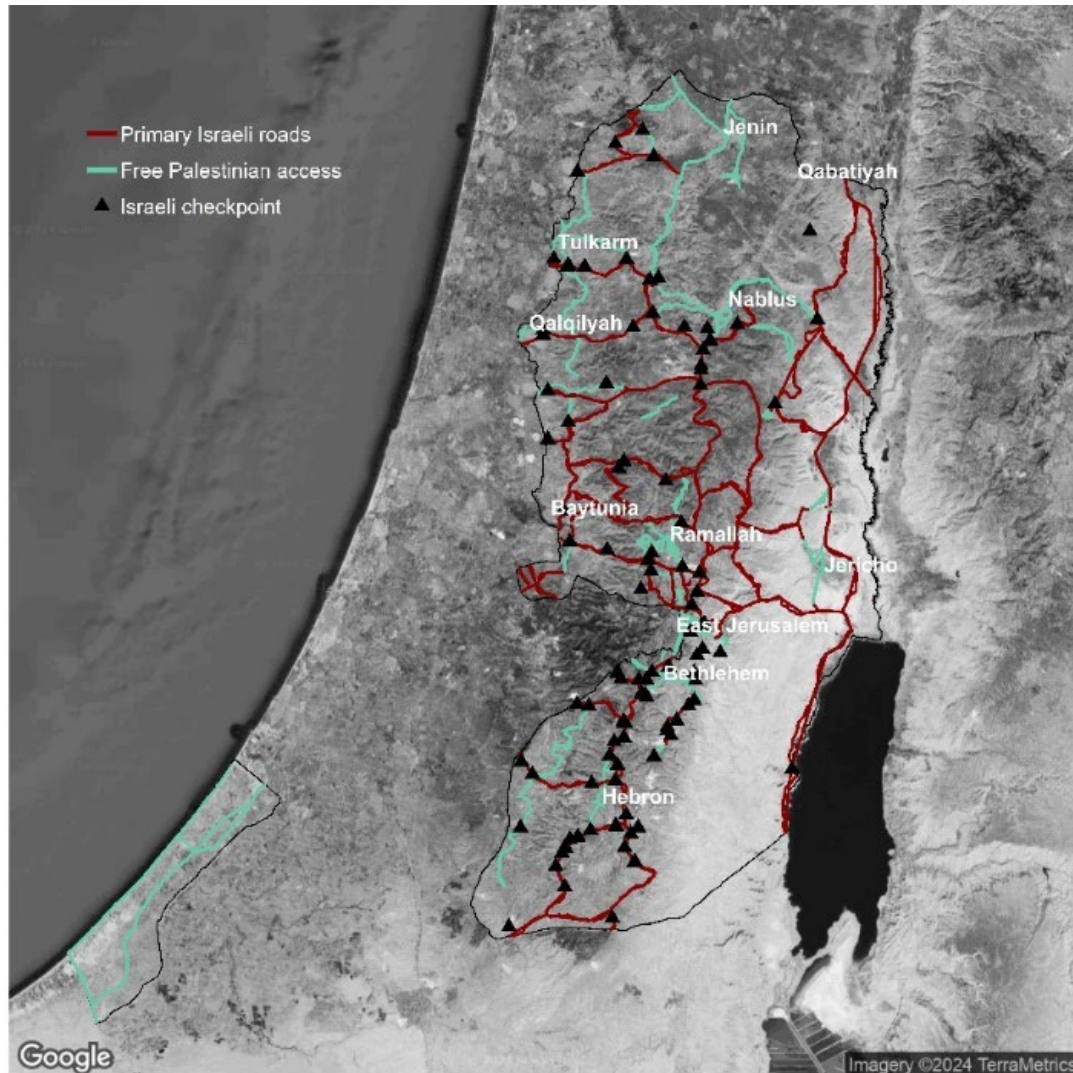 Primary Israeli roads
Free Palestinian access
Israeli checkpoint
Jenin
Qabatiyah
Tulkarm
Nablus
Qalqilyah
Baytunia
Ramallah
Jericho
East Jerusalem
Bethlehem
Hebron
Google
Imagery ©2024 TerraMetrics